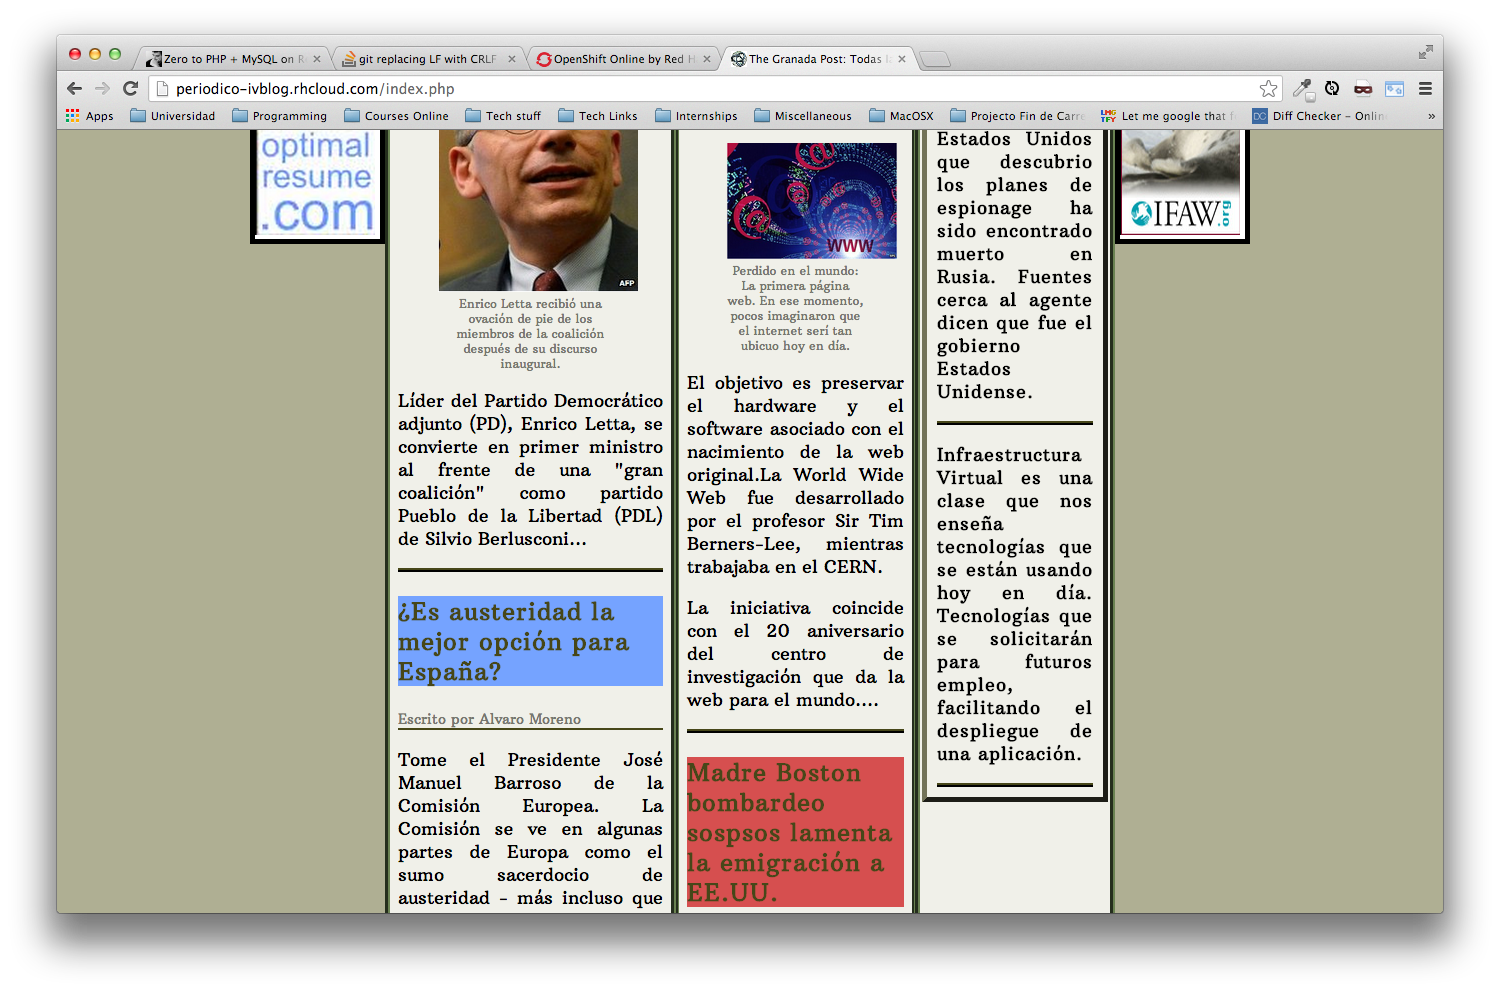 Zero to PHP + MySQL on R
git replacing LF with CRLF
OpenShift Online by Red H
The Granada Post: Todas l
periodico-ivblog.rhcloud.com/index.php
Apps
Universidad
Programming
Courses Online
Tech stuff
Tech Links
Internships
Miscellaneous
MacOSX
Projecto Fin de Carre
LMG TFY
Let me google that f
DC
Diff Checker - Onlin
»
optimal
resume
.com
AFP
Enrico Letta recibió una
ovación de pie de los
miembros de la coalición
después de su discurso
inaugural.
Líder del Partido Democrático
adjunto (PD), Enrico Letta, se
convierte en primer ministro
al frente de una "gran
coalición" como partido
Pueblo de la Libertad (PDL)
de Silvio Berlusconi...
¿Es austeridad la
mejor opción para
España?
Escrito por Alvaro Moreno
Tome el Presidente José
Manuel Barroso de la
Comisión Europea. La
Comisión se ve en algunas
partes de Europa como el
sumo sacerdocio de
austeridad - más incluso que
www
Perdido en el mundo:
La primera página
web. En ese momento,
pocos imaginaron que
el internet serí tan
ubicuo hoy en día.
El objetivo es preservar
el hardware y el
software asociado con el
nacimiento de la web
original.La World Wide
Web fue desarrollado
por el profesor Sir Tim
Berners-Lee, mientras
trabajaba en el CERN.
La iniciativa coincide
con el 20 aniversario
del centro de
investigación que da la
web para el mundo....
Madre Boston
bombardeo
sospsos lamenta
la emigración a
EE.UU.
Estados Unidos
que descubrio
los planes de
espionage ha
sido encontrado
muerto en
Rusia. Fuentes
cerca al agente
dicen que fue el
gobierno
Estados
Unidense.
Infraestructura
Virtual es una
clase que nos
enseña
tecnologías que
se están usando
hoy en día.
Tecnologías que
se solicitarán
para futuros
empleo,
facilitando el
despliegue de
una aplicación.
IFAW.org